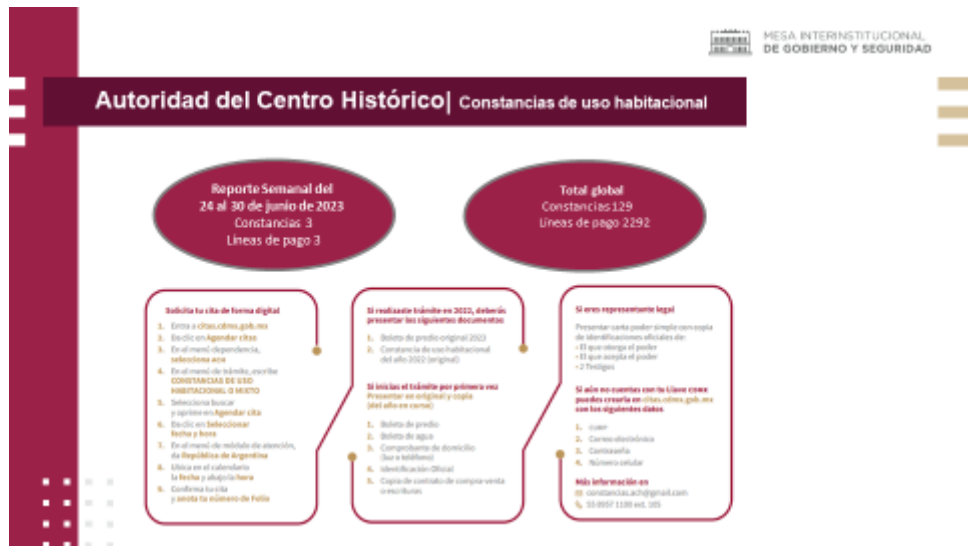 MESA INTERINSTITUCIONAL
DE GOBIERNO Y SEGURIDAD
Autoridad del Centro Histórico| Constancias de uso habitacional
Reporte Semanal del
24 al 30 de junio de 2023
Constancias 3
Líneas de pago 3
Total global
Constancias 129
Líneas de pago 2292
Solicita tu cita de forma digital
1. Entra a citas.cdmx.gob.mx
2. Da clic en Agendar citas
3. En el menú dependencia,
selecciona ACH
4. En el menú de trámite, escribe
CONSTANCIAS DE USO
HABITACIONAL O MIXTO
5. Selecciona buscar
y oprime en Agendar cita
6. Da clic en Seleccionar
fecha y hora
7. En el menú de módulo de atención,
da República de Argentina
8. Ubica en el calendario
la fecha y abajo la hora
9. Confirma tu cita
y anota tu número de Folio
Si realizaste trámite en 2022, deberás
presentar los siguientes documentos
1. Boleta de predio original 2023
2. Constancia de uso habitacional
del año 2022 (original)
Si inicias el trámite por primera vez
Presentar en original y copia
(del año en curso)
1. Boleta de predio
2. Boleta de agua
3. Comprobante de domicilio
(luz o teléfono)
4. Identificación Oficial
5. Copia de contrato de compra-venta
o escrituras
Si eres representante legal
Presentar carta poder simple con copia
de identificaciones oficiales de:
• El que otorga el poder
• El que acepta el poder
• 2 Testigos
Si aún no cuentas con tu Llave CDMX
puedes crearla en citas.cdmx.gob.mx
con los siguientes datos
1. CURP
2. Correo electrónico
3. Contraseña
4. Número celular
Más información en
constancias.ach@gmail.com
55 8957 1100 ext. 105